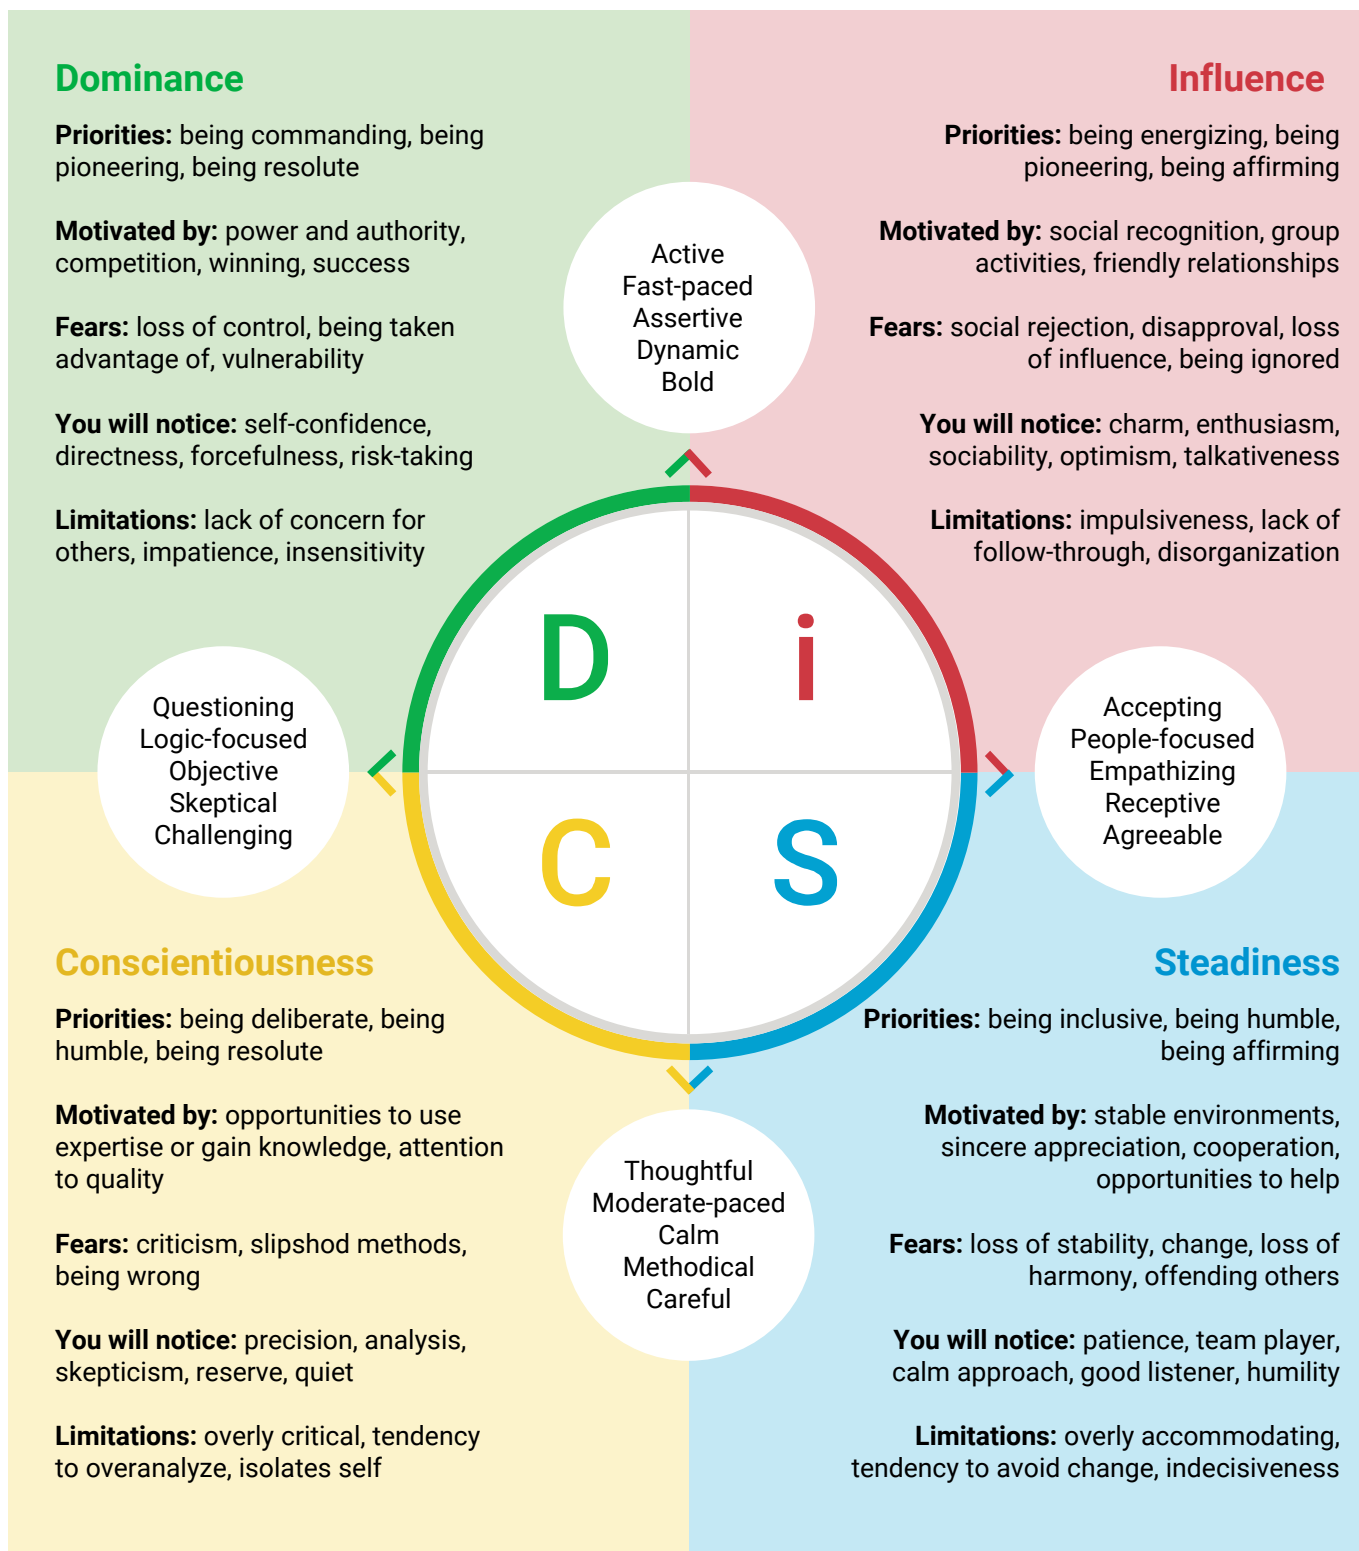 Dominance
Priorities: being commanding, being
pioneering, being resolute
Motivated by: power and authority,
competition, winning, success
Fears: loss of control, being taken
advantage of, vulnerability
You will notice: self-confidence,
directness, forcefulness, risk-taking
Limitations: lack of concern for
others, impatience, insensitivity
Influence
Priorities: being energizing, being
pioneering, being affirming
Motivated by: social recognition, group
activities, friendly relationships
Fears: social rejection, disapproval, loss
of influence, being ignored
You will notice: charm, enthusiasm,
sociability, optimism, talkativeness
Limitations: impulsiveness, lack of
follow-through, disorganization
Active
Fast-paced
Assertive
Dynamic
Bold
D
i
Questioning
Logic-focused
Objective
Skeptical
Challenging
Accepting
People-focused
Empathizing
Receptive
Agreeable
C
S
Conscientiousness
Priorities: being deliberate, being
humble, being resolute
Motivated by: opportunities to use
expertise or gain knowledge, attention
to quality
Fears: criticism, slipshod methods,
being wrong
You will notice: precision, analysis,
skepticism, reserve, quiet
Limitations: overly critical, tendency
to overanalyze, isolates self
Thoughtful
Moderate-paced
Calm
Methodical
Careful
Steadiness
Priorities: being inclusive, being humble,
being affirming
Motivated by: stable environments,
sincere appreciation, cooperation,
opportunities to help
Fears: loss of stability, change, loss of
harmony, offending others
You will notice: patience, team player,
calm approach, good listener, humility
Limitations: overly accommodating,
tendency to avoid change, indecisiveness